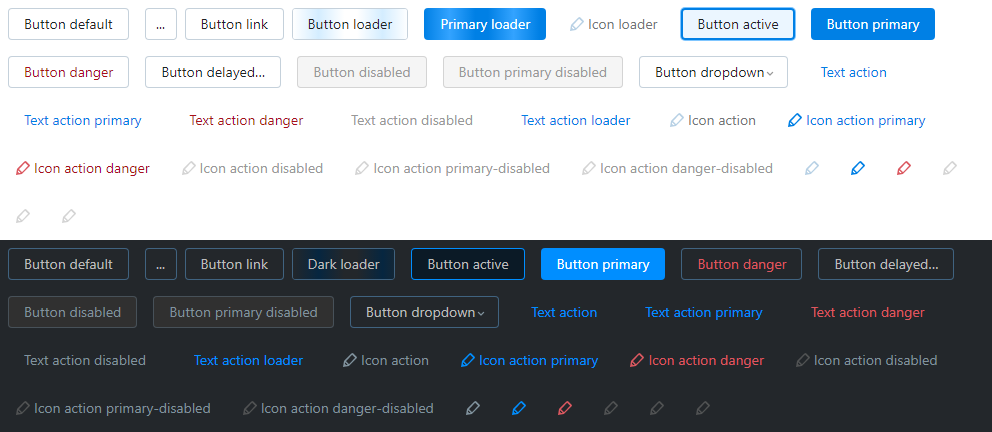 Button default ... Button link Button loader Primary loader Icon loader Button active Button primary
Button danger Button delayed... Button disabled Button primary disabled Button dropdown Text action
Text action primary Text action danger Text action disabled Text action loader Icon action Icon action primary
Icon action danger Icon action disabled Icon action primary-disabled Icon action danger-disabled
Button default ... Button link Dark loader Button active Button primary Button danger Button delayed...
Button disabled Button primary disabled Button dropdown Text action Text action primary Text action danger
Text action disabled Text action loader Icon action Icon action primary Icon action danger Icon action disabled
Icon action primary-disabled Icon action danger-disabled